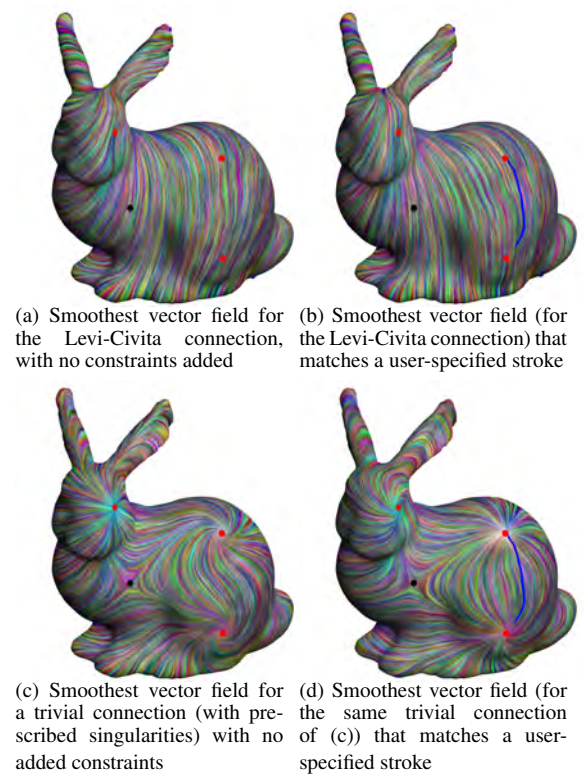 (a) Smoothest vector field for
the Levi-Civita connection,
with no constraints added
(b) Smoothest vector field (for
the Levi-Civita connection) that
matches a user-specified stroke
(c) Smoothest vector field for
a trivial connection (with pre-
scribed singularities) with no
added constraints
(d) Smoothest vector field (for
the same trivial connection
of (c)) that matches a user-
specified stroke